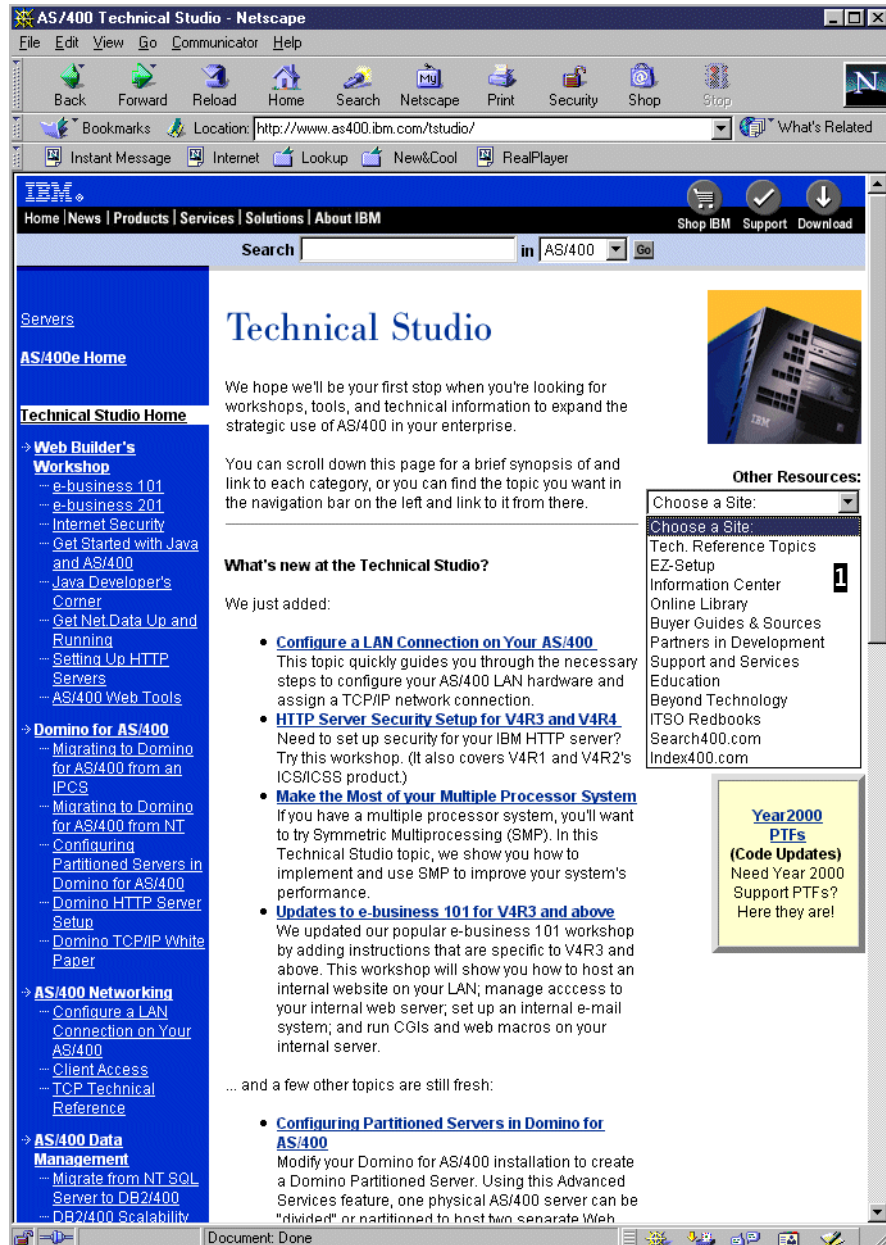 AS/400 Technical Studio - Netscape
File Edit View Go Communicator Help
Back Forward Reload Home Search Netscape Print Security Shop Stop
My
N
Bookmarks Location: http://www.as400.ibm.com/tstudio/ What's Related
Instant Message Internet Lookup New&Cool RealPlayer
IBM
Home | News | Products | Services | Solutions | About IBM
Shop IBM Support Download
Search in AS/400 Go
Servers
AS/400e Home
Technical Studio Home
Web Builder's
Workshop
e-business 101
e-business 201
Internet Security
Get Started with Java
and AS/400
Java Developer's
Corner
Get Net.Data Up and
Running
Setting Up HTTP
Servers
AS/400 Web Tools
Domino for AS/400
Migrating to Domino
for AS/400 from an
IPCS
Migrating to Domino
for AS/400 from NT
Configuring
Partitioned Servers in
Domino for AS/400
Domino HTTP Server
Setup
Domino TCP/IP White
Paper
AS/400 Networking
Configure a LAN
Connection on Your
AS/400
Client Access
TCP Technical
Reference
AS/400 Data
Management
Migrate from NT SQL
Server to DB2/400
DB2/400 Scalability
Technical Studio
We hope we'll be your first stop when you're looking for
workshops, tools, and technical information to expand the
strategic use of AS/400 in your enterprise.
You can scroll down this page for a brief synopsis of and
link to each category, or you can find the topic you want in
the navigation bar on the left and link to it from there.
What's new at the Technical Studio?
We just added:
• Configure a LAN Connection on Your AS/400
This topic quickly guides you through the necessary
steps to configure your AS/400 LAN hardware and
assign a TCP/IP network connection.
• HTTP Server Security Setup for V4R3 and V4R4
Need to set up security for your IBM HTTP server?
Try this workshop. (It also covers V4R1 and V4R2's
ICS/ICSS product.)
• Make the Most of your Multiple Processor System
If you have a multiple processor system, you'll want
to try Symmetric Multiprocessing (SMP). In this
Technical Studio topic, we show you how to
implement and use SMP to improve your system's
performance.
• Updates to e-business 101 for V4R3 and above
We updated our popular e-business 101 workshop
by adding instructions that are specific to V4R3 and
above. This workshop will show you how to host an
internal website on your LAN; manage acccess to
your internal web server; set up an internal e-mail
system; and run CGIs and web macros on your
internal server.
... and a few other topics are still fresh:
• Configuring Partitioned Servers in Domino for
AS/400
Modify your Domino for AS/400 installation to create
a Domino Partitioned Server. Using this Advanced
Services feature, one physical AS/400 server can be
"divided" or partitioned to host two separate Web
IBM
Other Resources:
Choose a Site:
Choose a Site:
Tech. Reference Topics
EZ-Setup
Information Center
Online Library
Buyer Guides & Sources
Partners in Development
Support and Services
Education
Beyond Technology
ITSO Redbooks
Search400.com
Index400.com
1
Year2000
PTFs
(Code Updates)
Need Year 2000
Support PTFs?
Here they are!
Document: Done